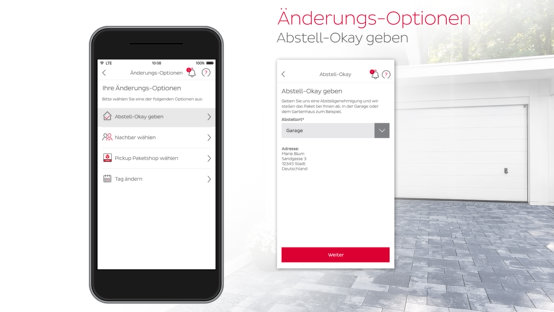 Änderungs-Optionen
Abstell-Okay geben
LTE
10:08
100%
Änderungs-Optionen
Ihre Änderungs-Optionen
Bitte wählen Sie eine der folgenden Optionen aus:
Abstell-Okay geben
Nachbar wählen
Pickup Paketshop wählen
Tag ändern
Abstell-Okay
Abstell-Okay geben
Geben Sie uns eine Abstellgenehmigung und wir
stellen das Paket bei Ihnen ab. In der Garage oder
dem Gartenhaus zum Beispiel.
Abstellort*
Garage
Adresse:
Maria Blum
Sandgasse 3
12345 Stadt
Deutschland
Weiter